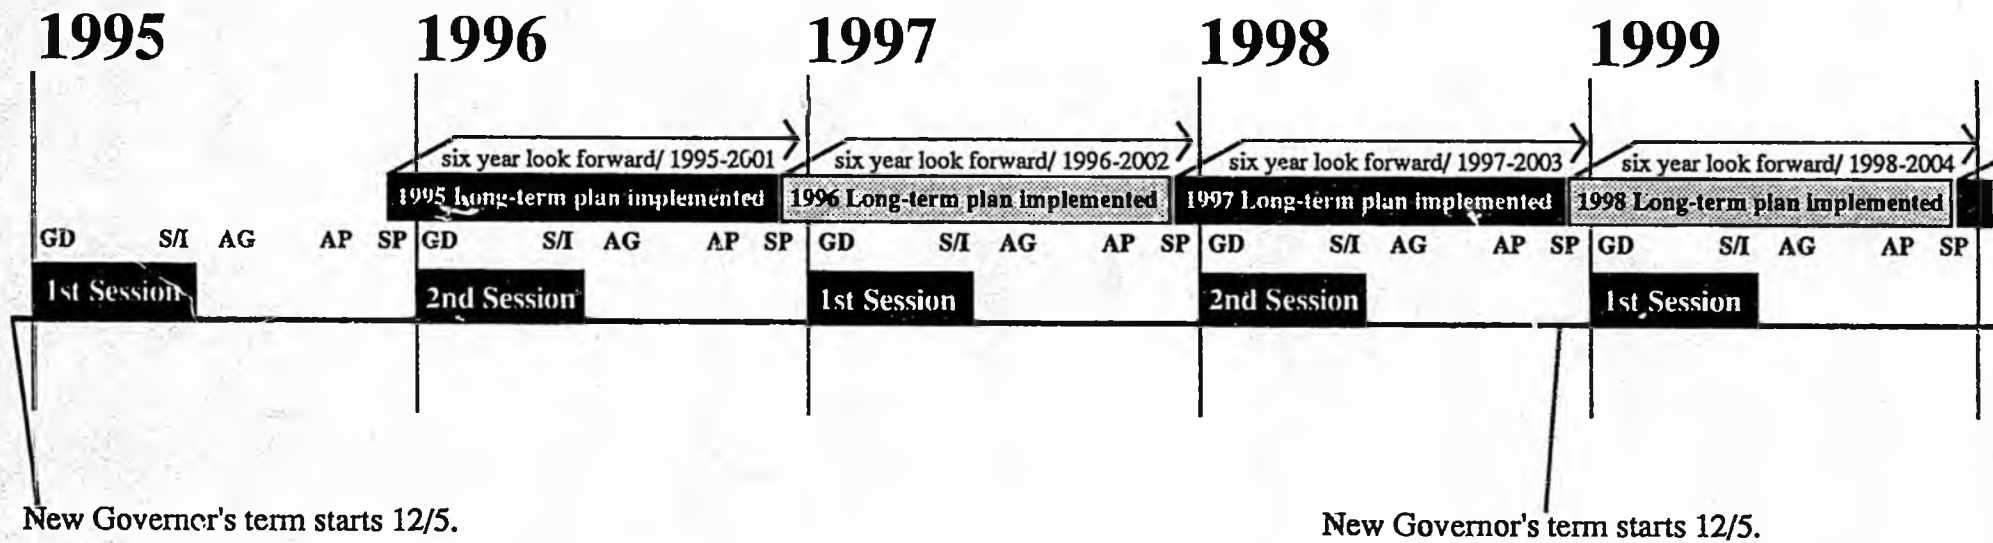 1995 1996 1997 1998 1999
six year look forward/ 1995-2001 six year look forward/ 1996-2002 six year look forward/ 1997-2003 six year look forward/ 1998-2004
1995 Long-term plan implemented 1996 Long-term plan implemented 1997 Long-term plan implemented 1998 Long-term plan implemented
GD S/I AG AP SP GD S/I AG AP SP GD S/I AG AP SP GD S/I AG AP SP GD S/I AG AP SP
1st Session 2nd Session 1st Session 2nd Session 1st Session
New Governor's term starts 12/5. New Governor's term starts 12/5.